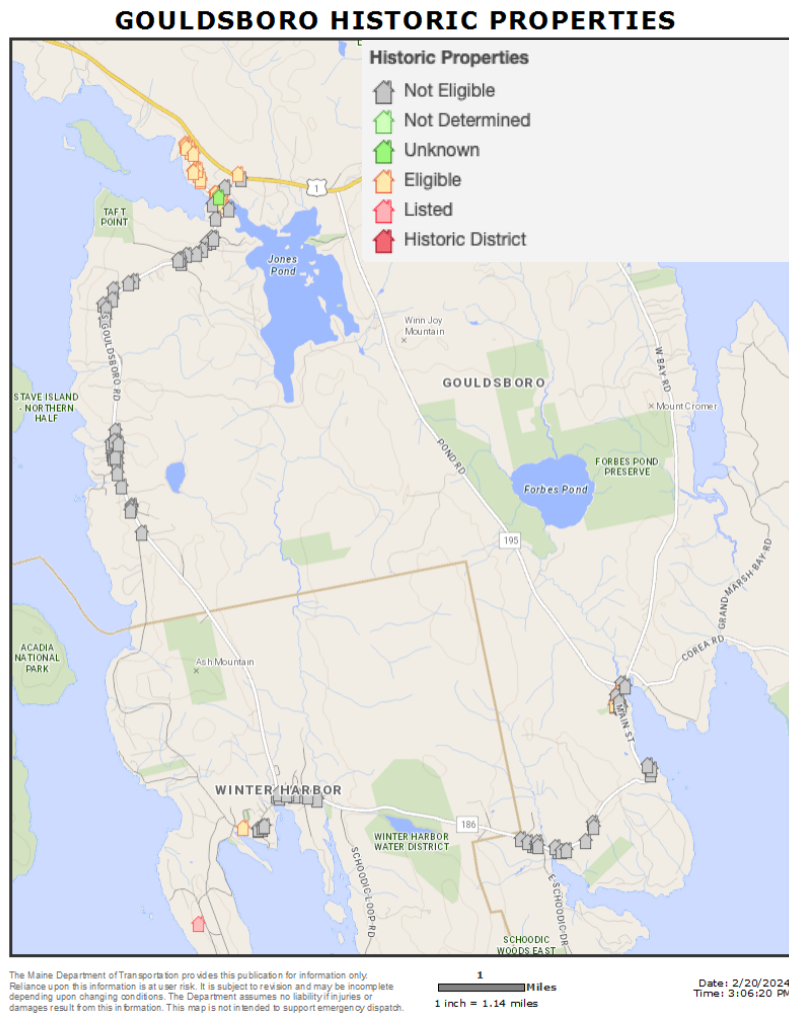 GOULDSBORO HISTORIC PROPERTIES
Historic Properties
Not Eligible
Not Determined
Unknown
Eligible
Listed
Historic District
1
TAFT
POINT
Jones
Pond
Winn Joy
Mountain
S GOULDSBORO RD
GOULDSBORO
W BAY RD
Mount Cromer
STAVE ISLAND
- NORTHERN
HALF
POND RD
FORBES POND
PRESERVE
Forbes Pond
195
GRAND MARSH BAY RD
COREA RD
ACADIA
NATIONAL
PARK
Ash Mountain
MAIN ST
WINTER HARBOR
186
WINTER HARBOR
WATER DISTRICT
SCHOODIC LOOP RD
E SCHOODIC DR
SCHOODIC
WOODS EAST
The Maine Department of Transportation provides this publication for information only.
Reliance upon this information is at user risk. It is subject to revision and may be incomplete
depending upon changing conditions. The Department assumes no liability if injuries or
damages result from this information. This map is not intended to support emergency dispatch.
1
Miles
1 inch = 1.14 miles
Date: 2/20/2024
Time: 3:06:20 PM